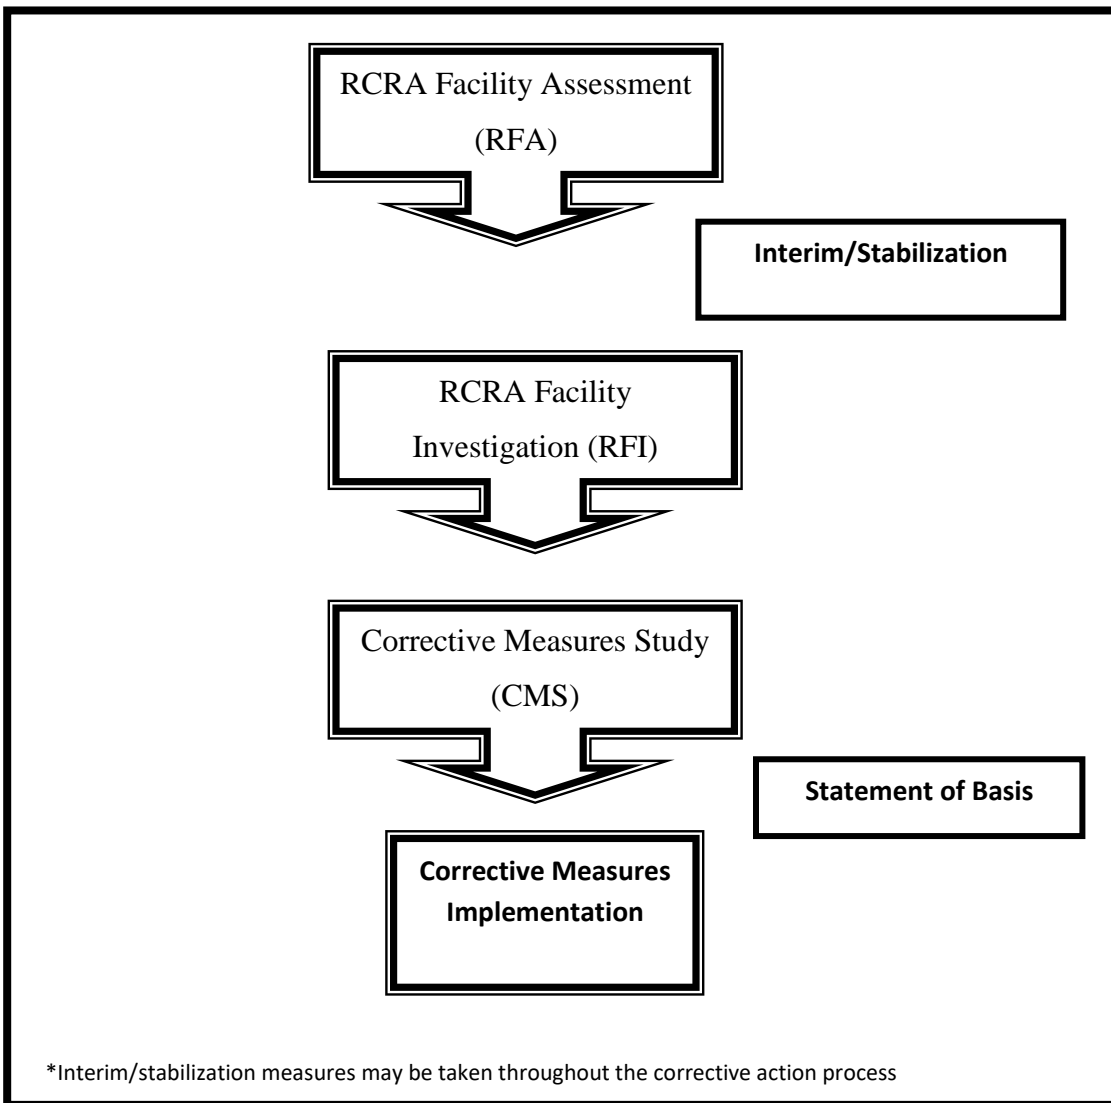 RCRA Facility Assessment
(RFA)
Interim/Stabilization
RCRA Facility
Investigation (RFI)
Corrective Measures Study
(CMS)
Statement of Basis
Corrective Measures
Implementation
*Interim/stabilization measures may be taken throughout the corrective action process